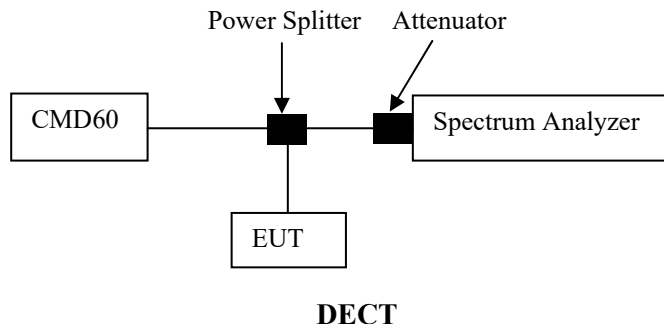 Power Splitter
Attenuator
CMD60
Spectrum Analyzer
EUT
DECT